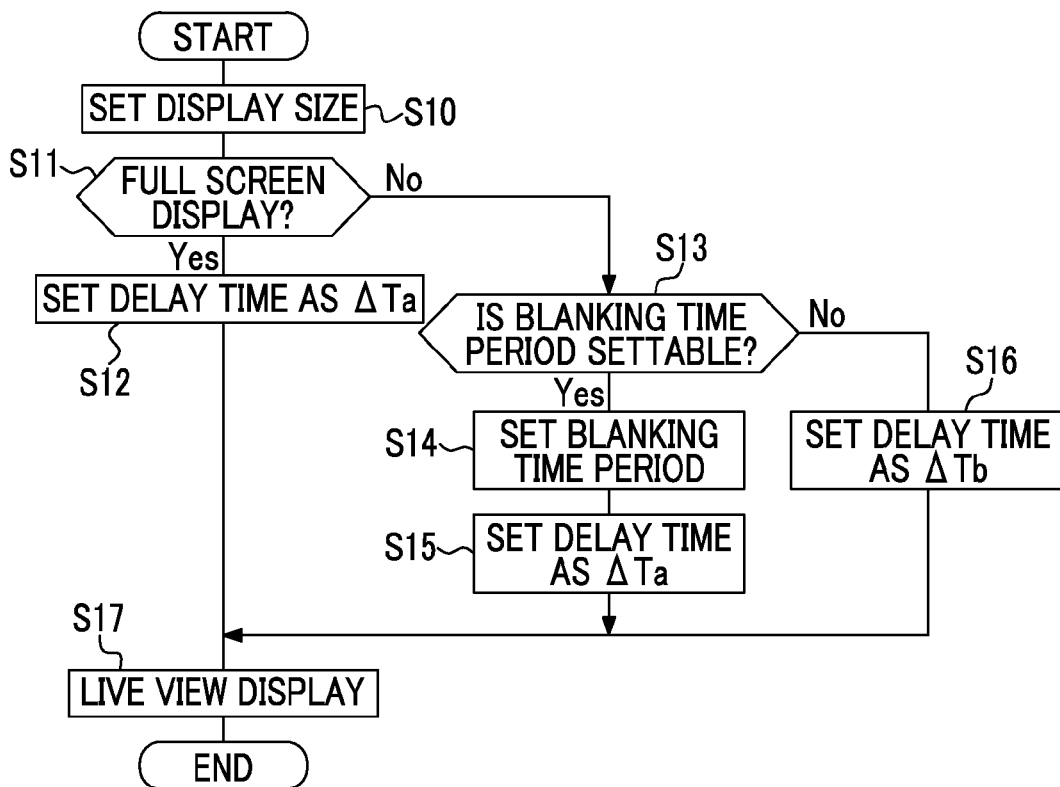 START
SET DISPLAY SIZE
S10
S11
FULL SCREEN
DISPLAY?
No
Yes
SET DELAY TIME AS ΔTa
S12
S13
IS BLANKING TIME
PERIOD SETTABLE?
No
Yes
S14
SET BLANKING
TIME PERIOD
S16
SET DELAY TIME
AS ΔTb
S15
SET DELAY TIME
AS ΔTa
S17
LIVE VIEW DISPLAY
END